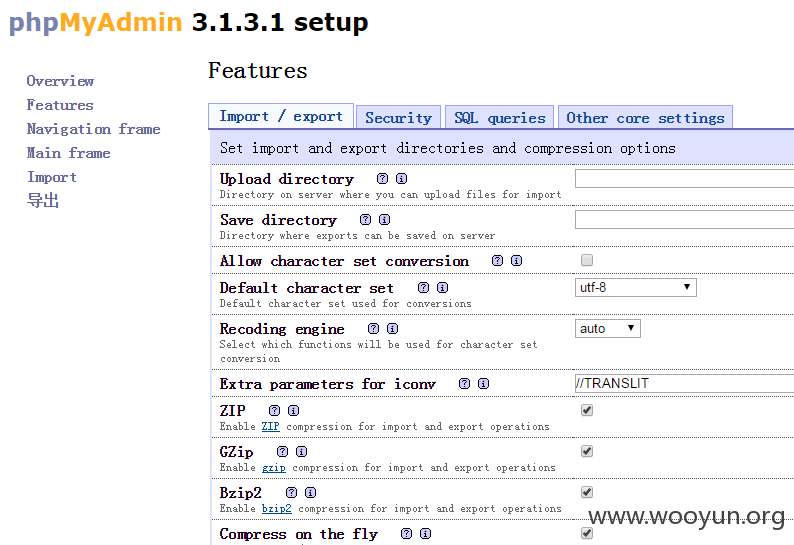 phpMyAdmin 3.1.3.1 setup
Overview
Features
Navigation frame
Main frame
Import
导出
Features
Import / export
Security
SQL queries
Other core settings
Set import and export directories and compression options
Upload directory
Directory on server where you can upload files for import
Save directory
Directory where exports can be saved on server
Allow character set conversion
Default character set
utf-8
Default character set used for conversions
Recoding engine
auto
Select which functions will be used for character set
conversion
Extra parameters for iconv
//TRANSLIT
ZIP
Enable ZIP compression for import and export operations
GZip
Enable gzip compression for import and export operations
Bzip2
Enable bzip2 compression for import and export operations
Compress on the fly
www.wooyun.org